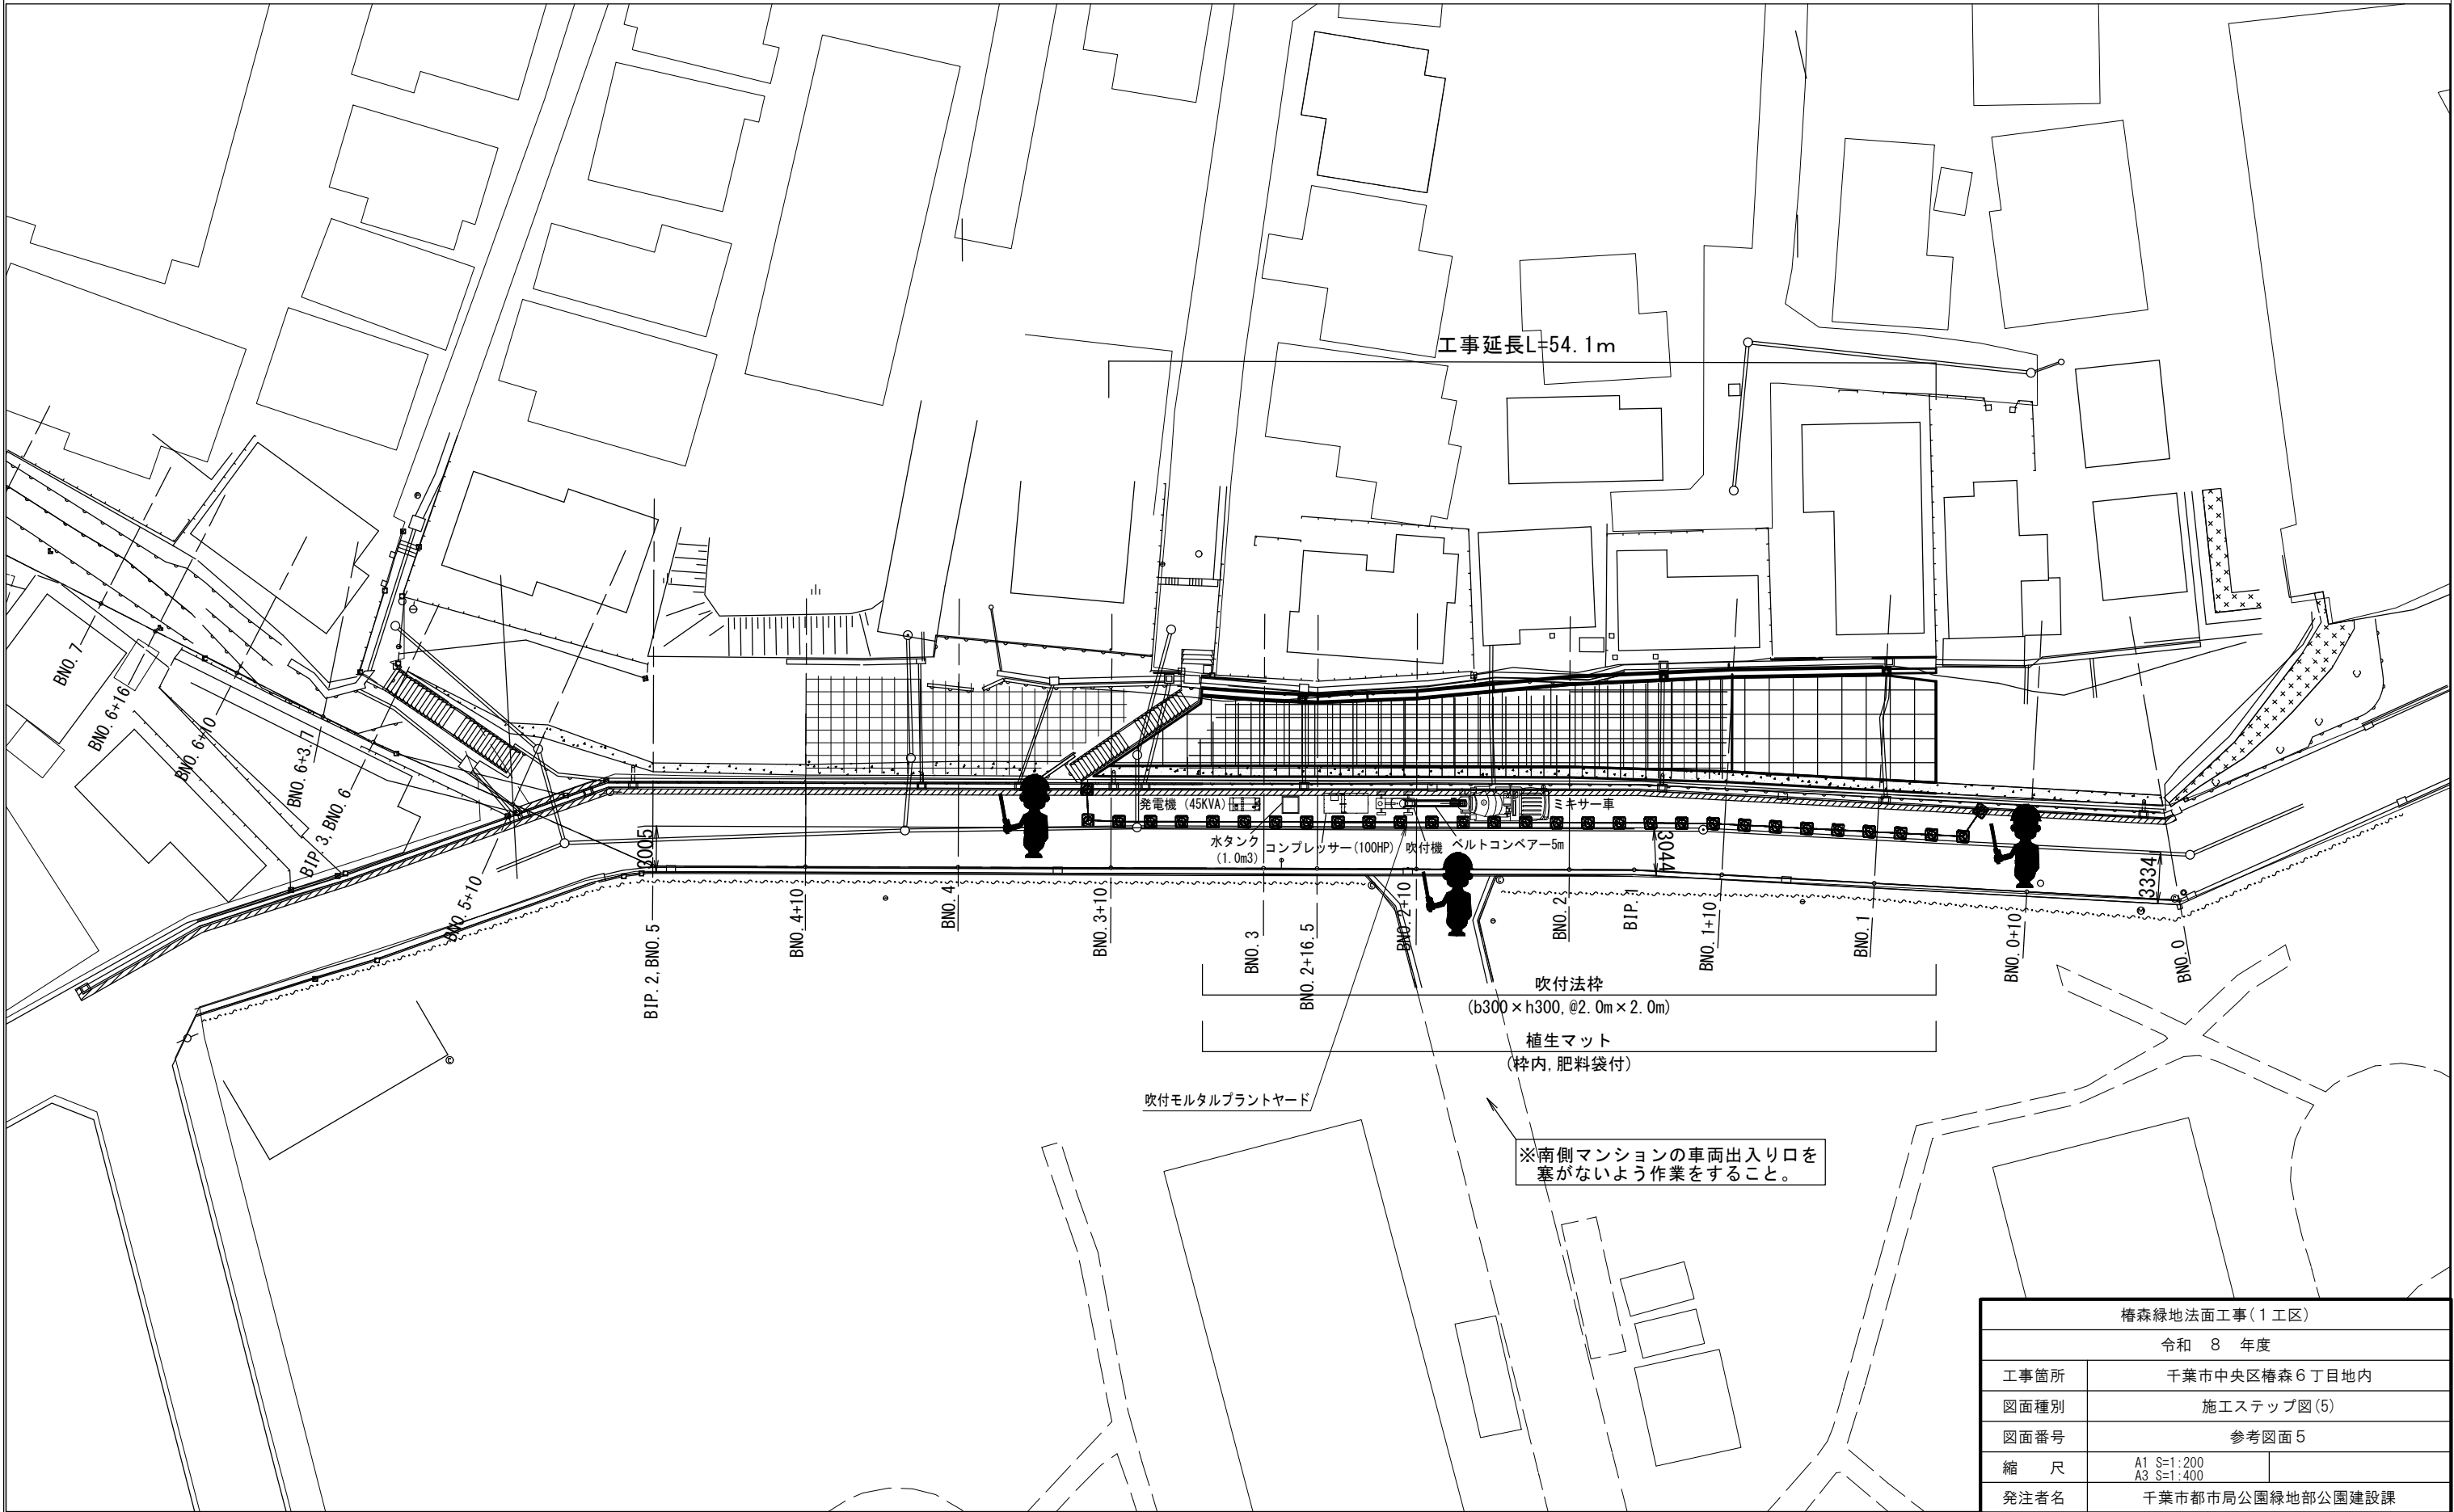 工事延長L=54.1m
BNO.7
BNO.6+16
BNO.6+10
BNO.6+3.7
BIP.3,BNO.6
BNO.5+10
BIP.2,BNO.5
3005
BNO.4+10
BNO.4
BNO.3+10
BNO.3
BNO.2+16.5
BNO.2+10
BNO.2
BIP.1
3044
BNO.1+10
BNO.1
BNO.0+10
3334
BNO.0
発電機(45KVA)
ミキサー車
水タンク
(1.0m3)
コンプレッサー(100HP)
吹付機
ベルトコンベアー5m
吹付法枠
(b300×h300,@2.0m×2.0m)
植生マット
(枠内,肥料袋付)
吹付モルタルプラントヤード
※南側マンションの車両出入り口を
塞がないよう作業をすること。
椿森緑地法面工事(1工区)
令和 8 年度
工事箇所 千葉市中央区椿森6丁目地内
図面種別 施工ステップ図(5)
図面番号 参考図面5
縮 尺 A1 S=1:200
A3 S=1:400
発注者名 千葉市都市局公園緑地部公園建設課